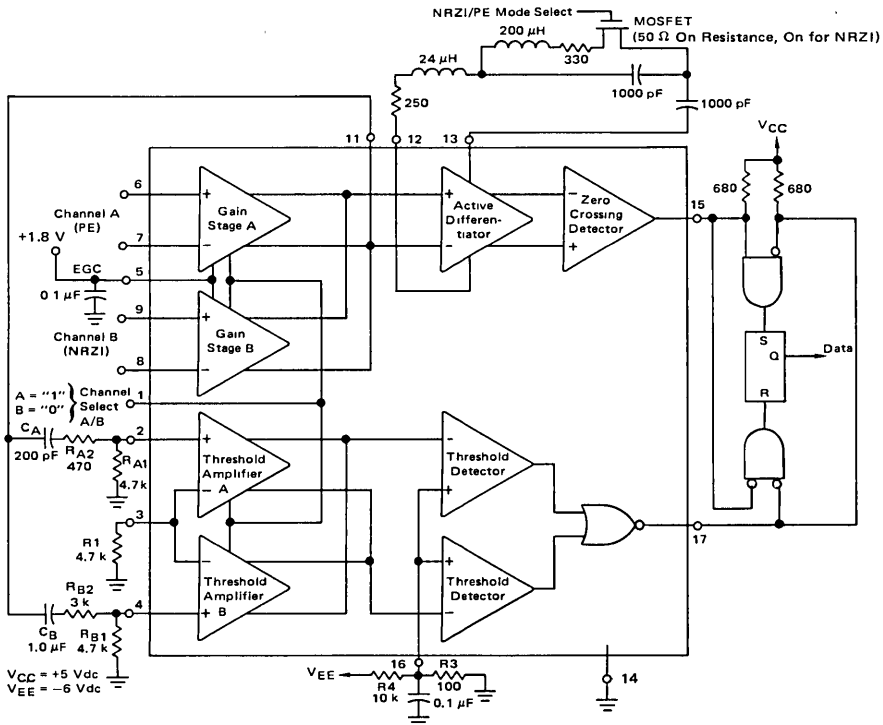 NRZI/PE Mode Select
MOSFET
(50 Ω On Resistance, On for NRZI)
200 μH
330
24 μH
1000 pF
1000 pF
250
11
12
13
VCC
680
680
6
+
Gain
Stage A
−
Channel A
(PE)
7
+1.8 V
EGC
5
0 1 μF
9
+
Gain
Stage B
−
Channel B
(NRZI)
8
+
Active
Differen-
tiator
−
−
Zero
Crossing
Detector
+
15
S
Q
R
Data
A = "1"
B = "0"
Channel
Select
A/B
1
CA
200 pF
RA2
470
2
RA1
4.7k
+
Threshold
Amplifier
− A
3
R1
4.7 k
−
Threshold
Amplifier
+ B
RB2
3 k
4
CB
1.0 μF
RB1
4.7 k
−
Threshold
Detector
+
+
Threshold
Detector
−
17
VCC = +5 Vdc
VEE = −6 Vdc
VEE
16
R4
10 k
R3
100
0.1 μF
14